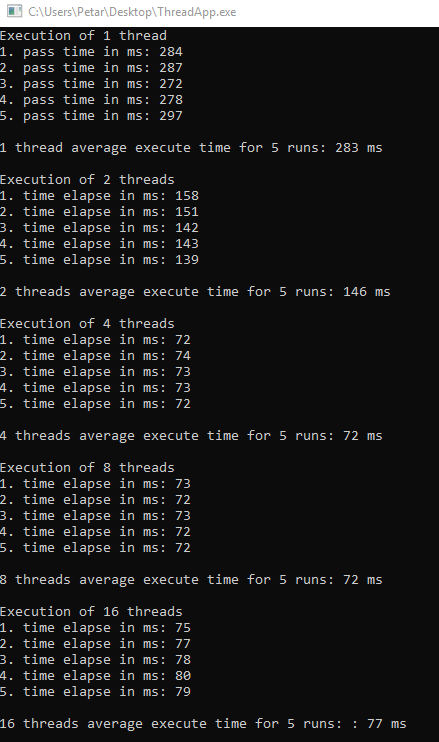 C:\Users\Petar\Desktop\ThreadApp.exe
Execution of 1 thread
1. pass time in ms: 284
2. pass time in ms: 287
3. pass time in ms: 272
4. pass time in ms: 278
5. pass time in ms: 297
1 thread average execute time for 5 runs: 283 ms
Execution of 2 threads
1. time elapse in ms: 158
2. time elapse in ms: 151
3. time elapse in ms: 142
4. time elapse in ms: 143
5. time elapse in ms: 139
2 threads average execute time for 5 runs: 146 ms
Execution of 4 threads
1. time elapse in ms: 72
2. time elapse in ms: 74
3. time elapse in ms: 73
4. time elapse in ms: 73
5. time elapse in ms: 72
4 threads average execute time for 5 runs: 72 ms
Execution of 8 threads
1. time elapse in ms: 73
2. time elapse in ms: 72
3. time elapse in ms: 73
4. time elapse in ms: 72
5. time elapse in ms: 72
8 threads average execute time for 5 runs: 72 ms
Execution of 16 threads
1. time elapse in ms: 75
2. time elapse in ms: 77
3. time elapse in ms: 78
4. time elapse in ms: 80
5. time elapse in ms: 79
16 threads average execute time for 5 runs: : 77 ms